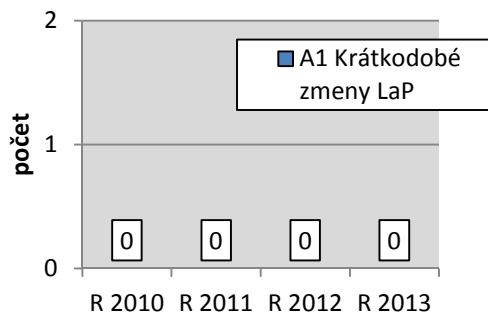 2
A1 Krátkodobé
zmeny LaP
počet
1
0 0 0 0
0
R 2010 R 2011 R 2012 R 2013